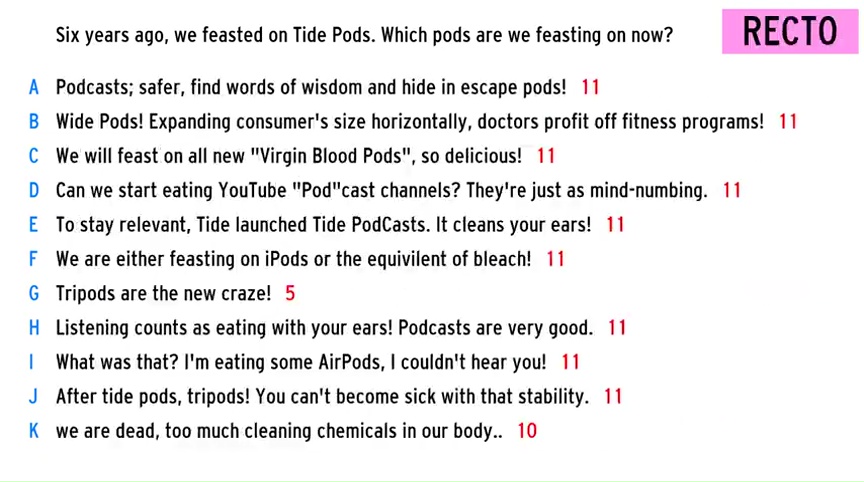 Six years ago, we feasted on Tide Pods. Which pods are we feasting on now?
RECTO
A Podcasts; safer, find words of wisdom and hide in escape pods! 11
B Wide Pods! Expanding consumer's size horizontally, doctors profit off fitness programs! 11
C We will feast on all new "Virgin Blood Pods", so delicious! 11
D Can we start eating YouTube "Pod"cast channels? They're just as mind-numbing. 11
E To stay relevant, Tide launched Tide PodCasts. It cleans your ears! 11
F We are either feasting on iPods or the equivilent of bleach! 11
G Tripods are the new craze! 5
H Listening counts as eating with your ears! Podcasts are very good. 11
I What was that? I'm eating some AirPods, I couldn't hear you! 11
J After tide pods, tripods! You can't become sick with that stability. 11
K we are dead, too much cleaning chemicals in our body.. 10